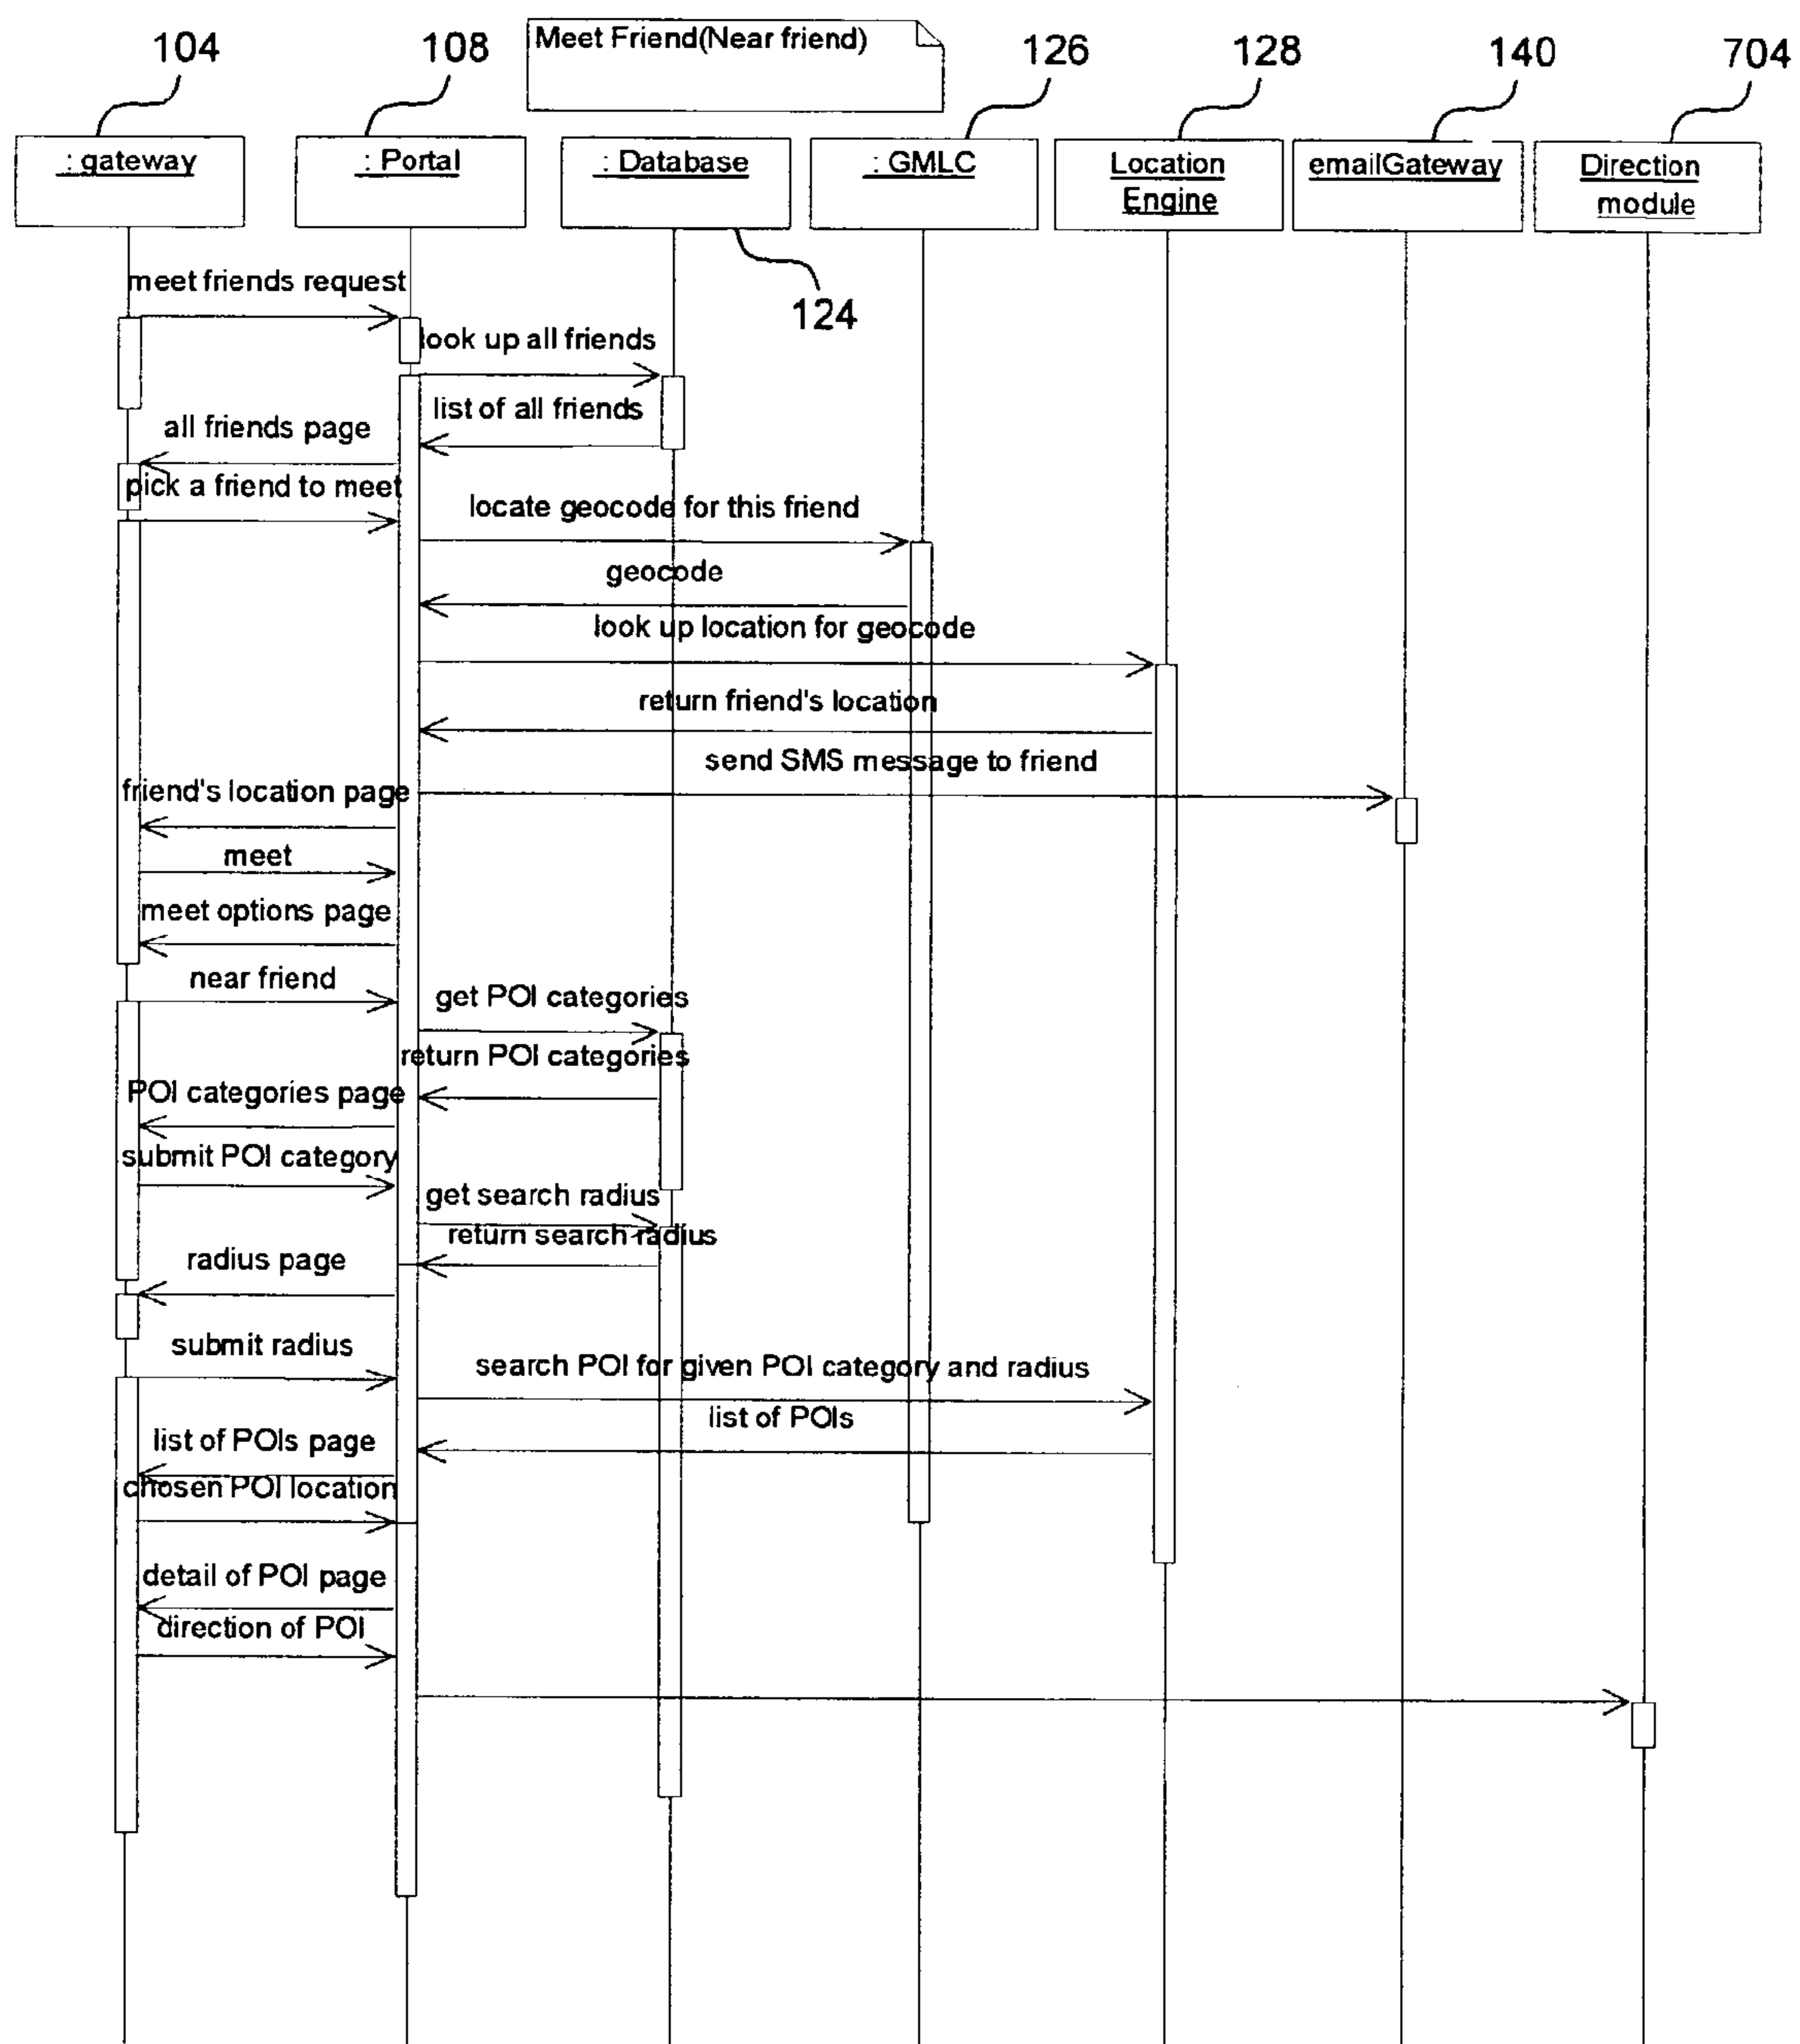 104
108
Meet Friend(Near friend)
126
128
140
704
: gateway
: Portal
: Database
: GMLC
Location
Engine
emailGateway
Direction
module
124
meet friends request
look up all friends
list of all friends
all friends page
pick a friend to meet
locate geocode for this friend
geocode
look up location for geocode
return friend's location
send SMS message to friend
friend's location page
meet
meet options page
near friend
get POI categories
return POI categories
POI categories page
submit POI category
get search radius
return search radius
radius page
submit radius
search POI for given POI category and radius
list of POIs
list of POIs page
chosen POI location
detail of POI page
direction of POI